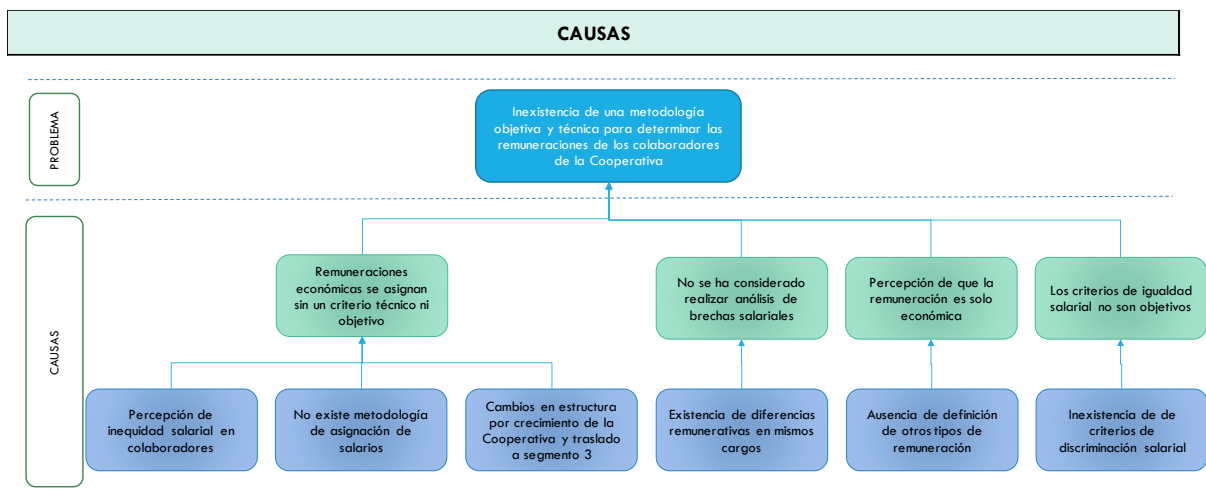 CAUSAS
PROBLEMA
Inexistencia de una metodología
objetiva y técnica para determinar las
remuneraciones de los colaboradores
de la Cooperativa
CAUSAS
Remuneraciones
económicas se asignan
sin un criterio técnico ni
objetivo
No se ha considerado
realizar análisis de
brechas salariales
Percepción de que la
remuneración es solo
económica
Los criterios de igualdad
salarial no son objetivos
Percepción de
inequidad salarial en
colaboradores
No existe metodología
de asignación de
salarios
Cambios en estructura
por crecimiento de la
Cooperativa y traslado
a segmento 3
Existencia de diferencias
remunerativas en mismos
cargos
Ausencia de definición
de otros tipos de
remuneración
Inexistencia de de
criterios de
discriminación salarial